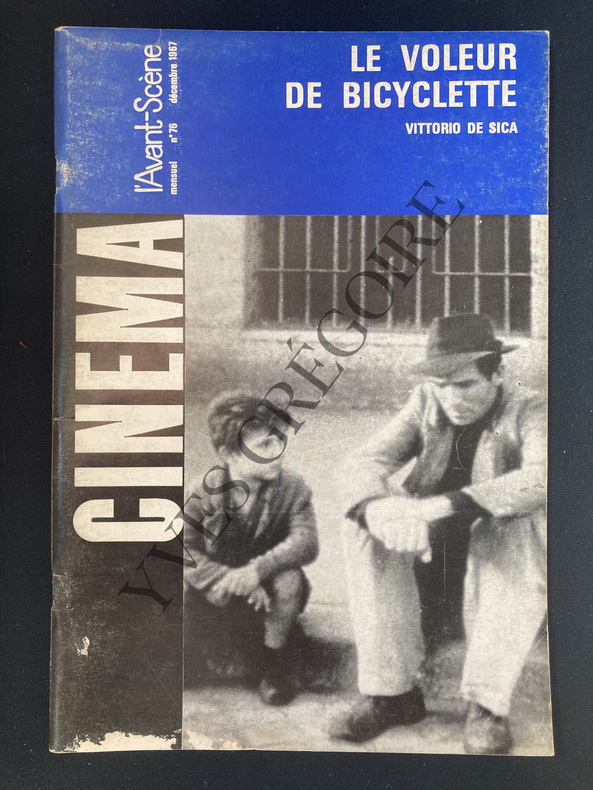 LE VOLEUR
DE BICYCLETTE
VITTORIO DE SICA
l'Avant-Scène
mensuel n° 76 décembre 1967
CINEMA
YVES GRÉGOIRE